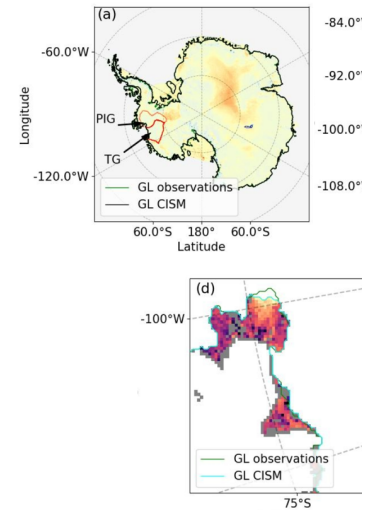 (a)
-84.0°
-60.0°W
-92.0°
Longitude
PIG
-100.0°
TG
-120.0°W
-108.0°
GL observations
GL CISM
60.0°S 180° 60.0°S
Latitude
(d)
-100°W
GL observations
GL CISM
75°S